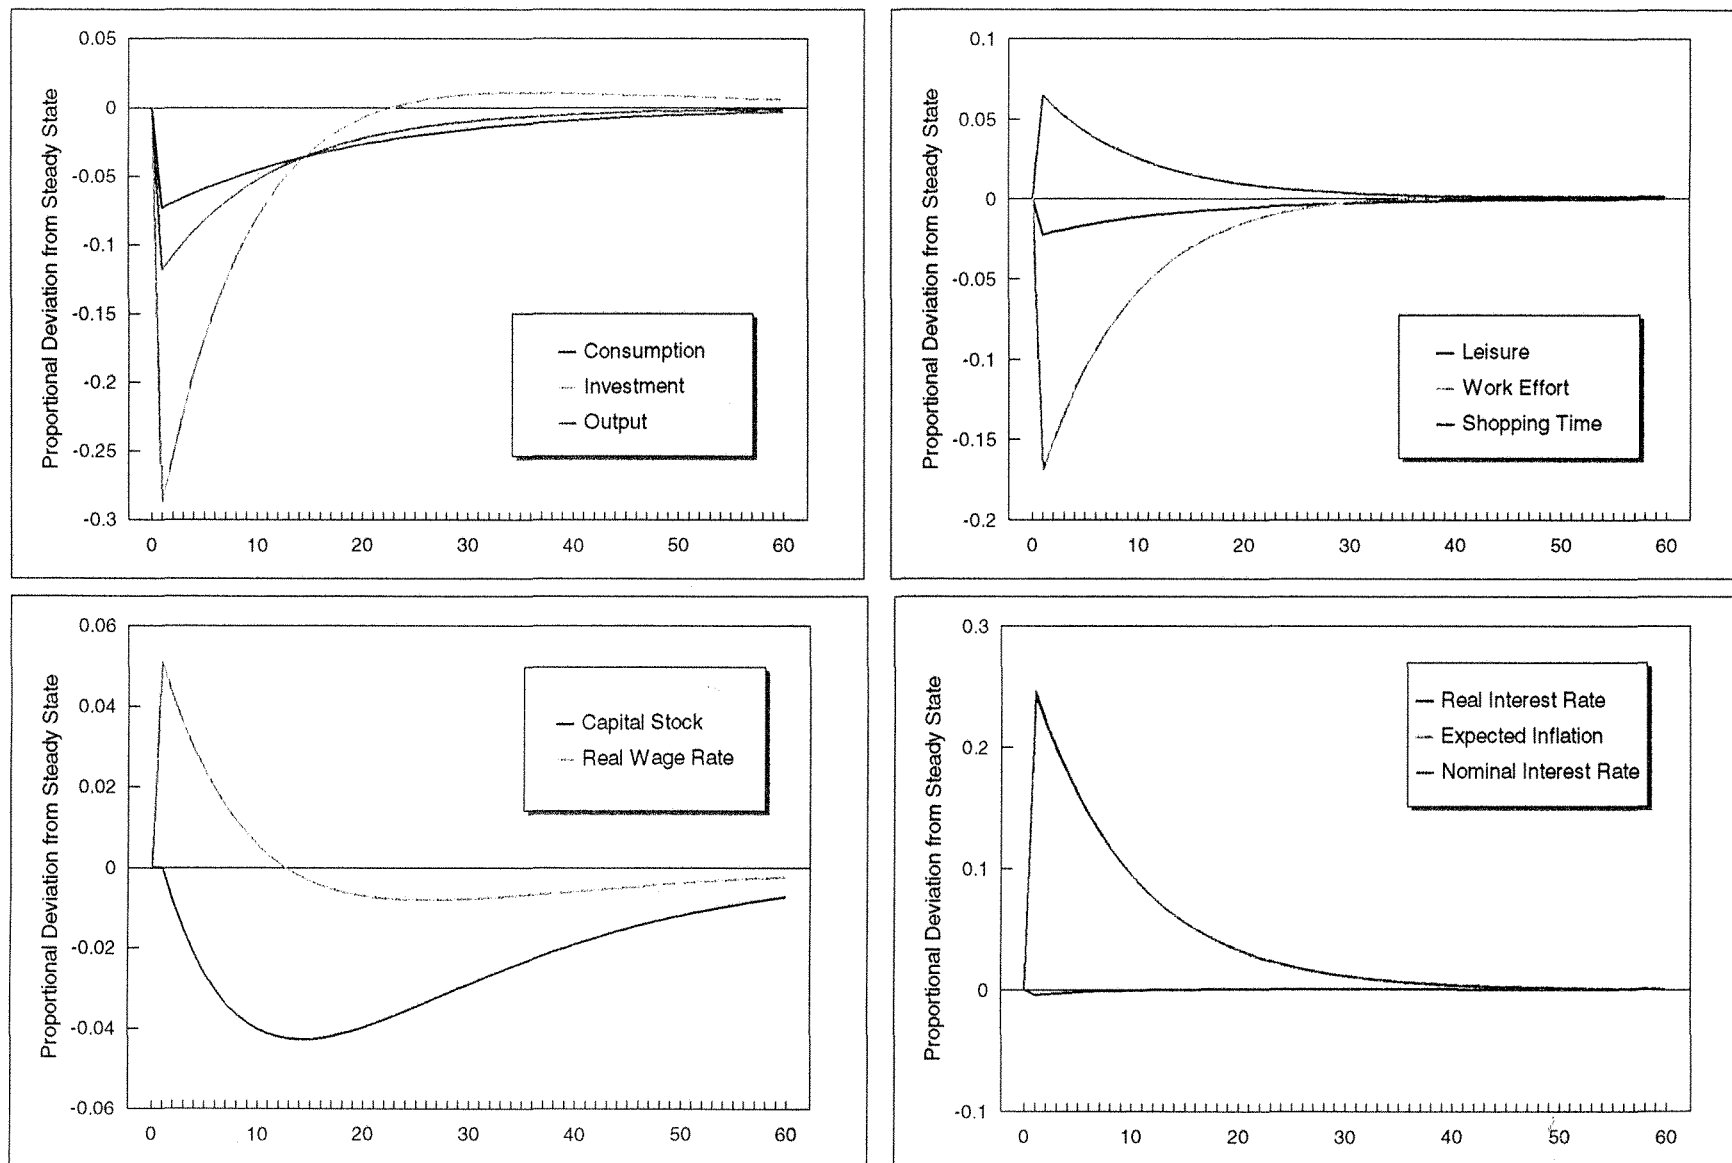 Proportional Deviation from Steady State
0.05
0
-0.05
-0.1
-0.15
-0.2
-0.25
-0.3
0 10 20 30 40 50 60
Consumption
Investment
Output
Proportional Deviation from Steady State
0.1
0.05
0
-0.05
-0.1
-0.15
-0.2
0 10 20 30 40 50 60
Leisure
Work Effort
Shopping Time
Proportional Deviation from Steady State
0.06
0.04
0.02
0
-0.02
-0.04
-0.06
0 10 20 30 40 50 60
Capital Stock
Real Wage Rate
Proportional Deviation from Steady State
0.3
0.2
0.1
0
-0.1
0 10 20 30 40 50 60
Real Interest Rate
Expected Inflation
Nominal Interest Rate